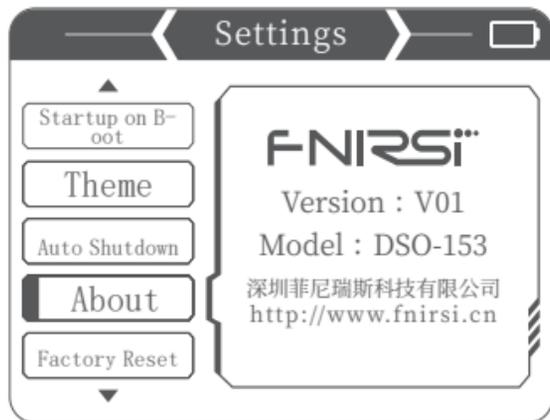 Settings
Startup on B-
oot
Theme
Auto Shutdown
About
Factory Reset
FNIRSI
Version：V01
Model：DSO-153
深圳菲尼瑞斯科技有限公司
http://www.fnirsi.cn